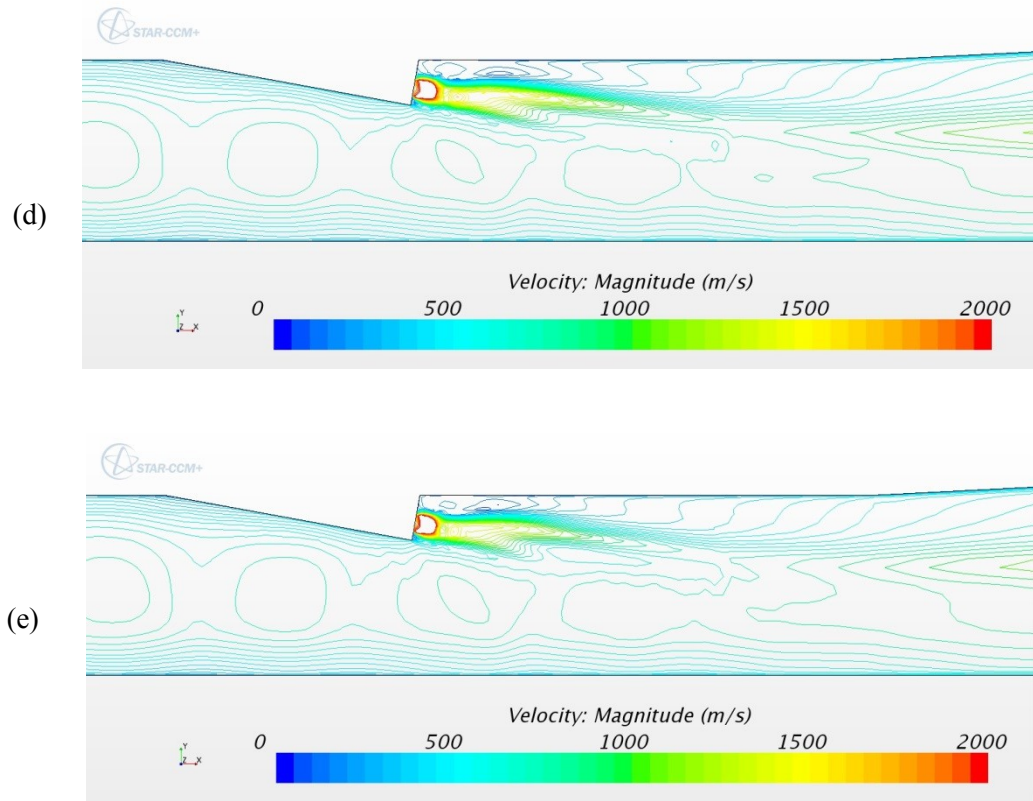 STAR-CCM+
(d)
Velocity: Magnitude (m/s)
0 500 1000 1500 2000
Y
Z X
STAR-CCM+
(e)
Velocity: Magnitude (m/s)
0 500 1000 1500 2000
Y
Z X